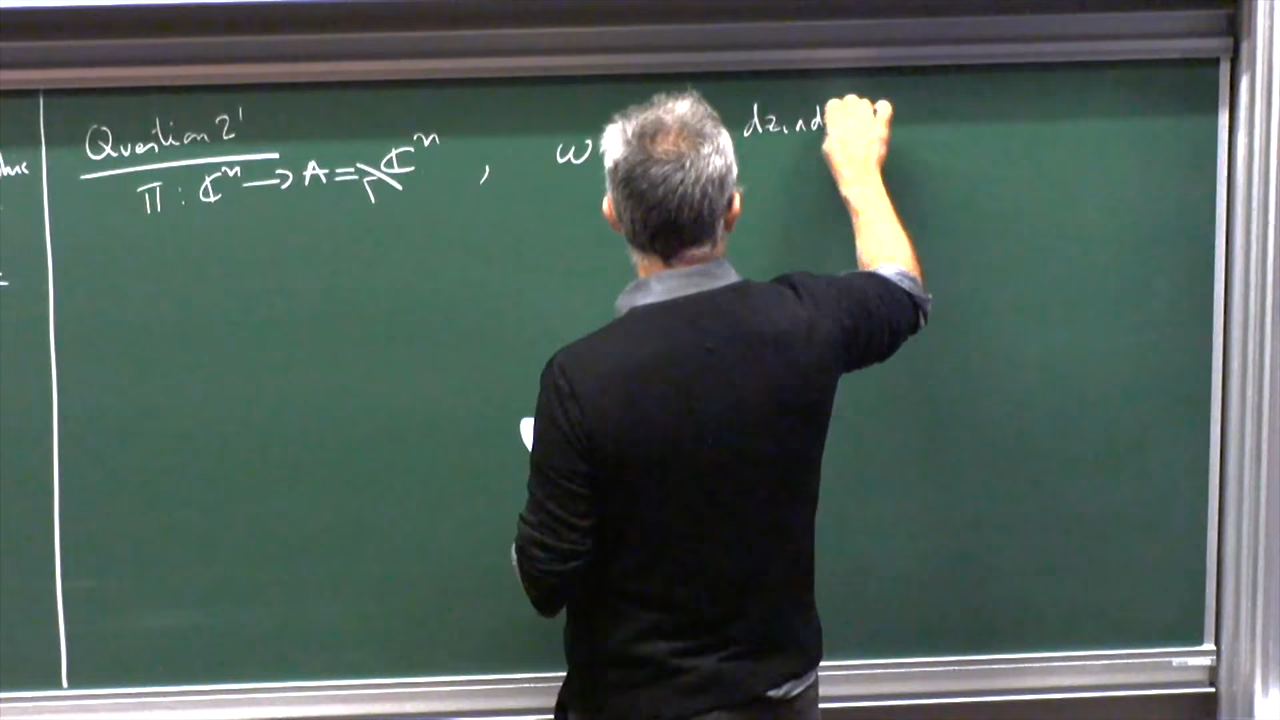 Question 2'
Π : ℂⁿ → A = Γ\ℂⁿ , ω dz₁ ∧ d